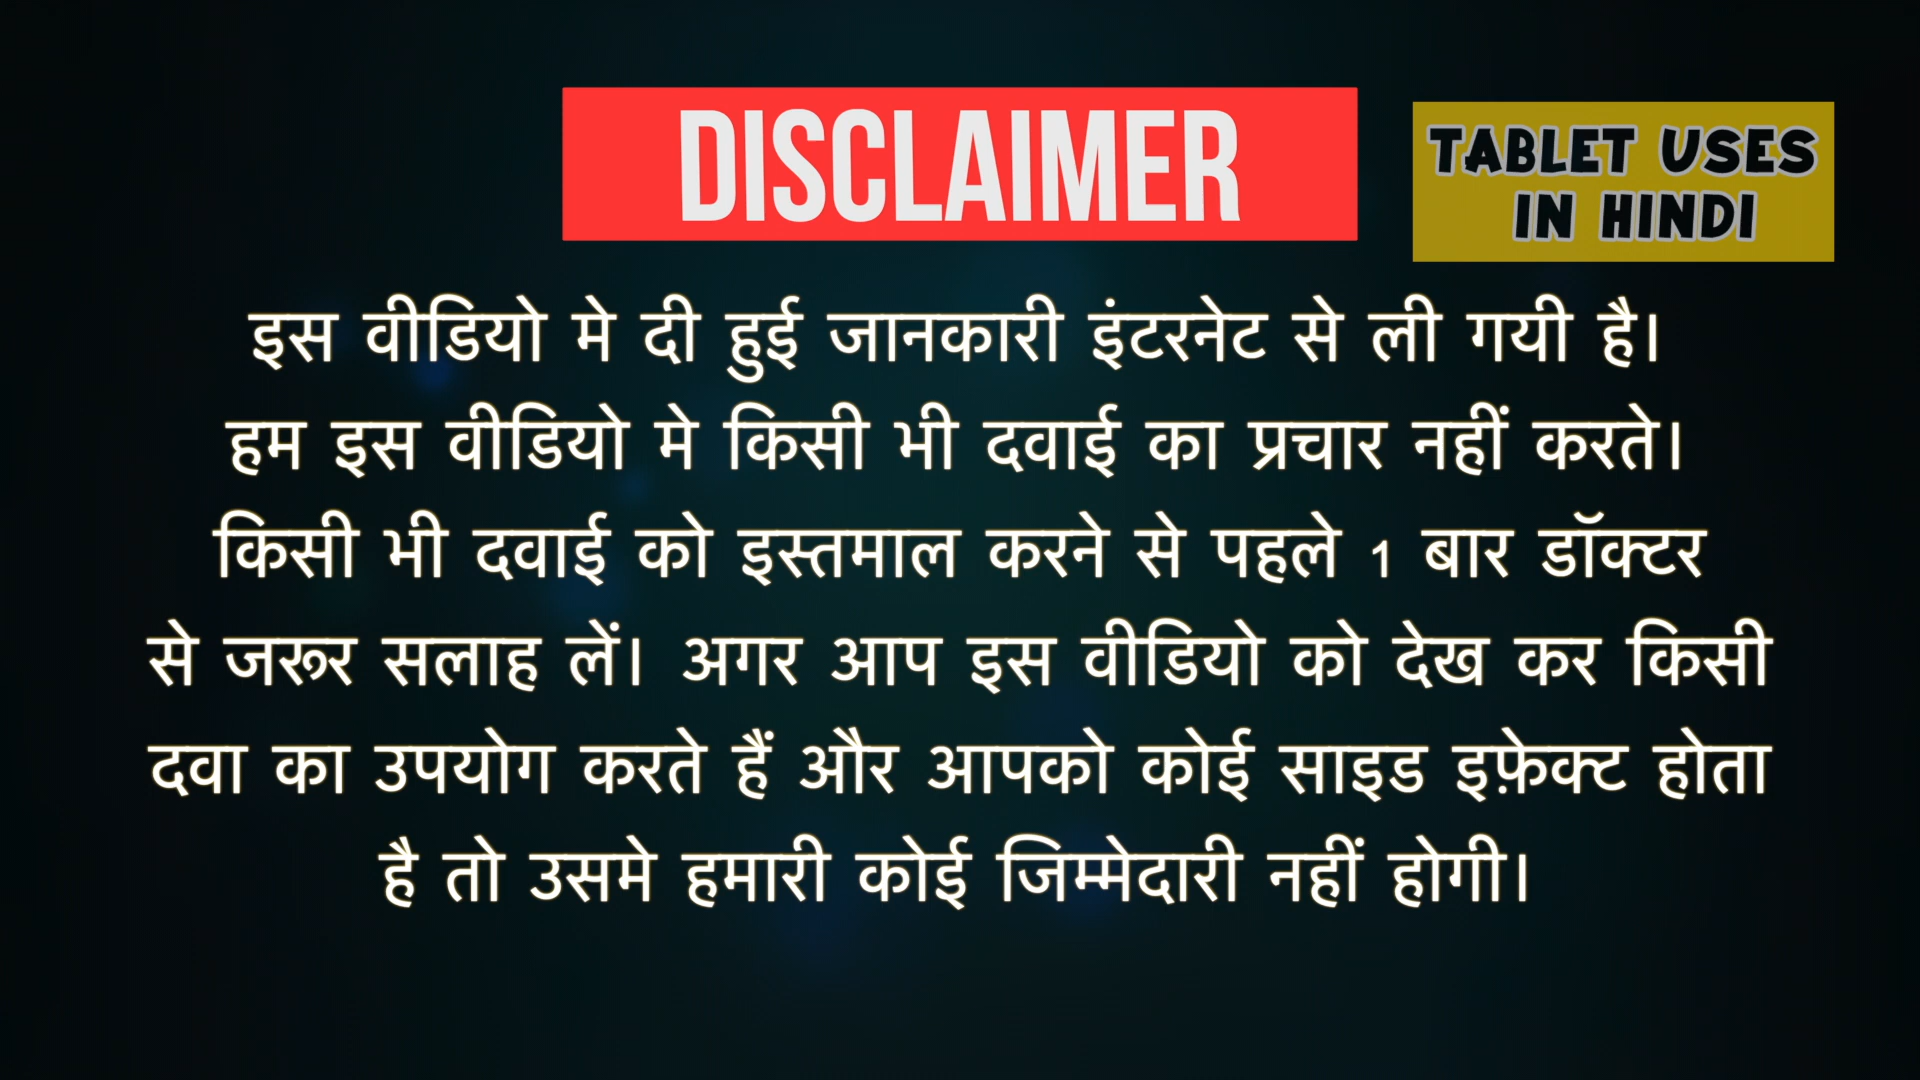 DISCLAIMER
TABLET USES
IN HINDI
इस वीडियो मे दी हुई जानकारी इंटरनेट से ली गयी है।
हम इस वीडियो मे किसी भी दवाई का प्रचार नहीं करते।
किसी भी दवाई को इस्तमाल करने से पहले 1 बार डॉक्टर
से जरूर सलाह लें। अगर आप इस वीडियो को देख कर किसी
दवा का उपयोग करते हैं और आपको कोई साइड इफ़ेक्ट होता
है तो उसमे हमारी कोई जिम्मेदारी नहीं होगी।